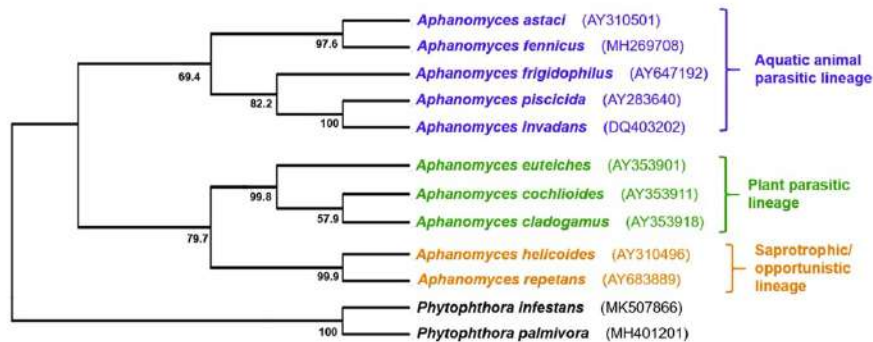 Aphanomyces astaci (AY310501)
Aphanomyces fennicus (MH269708)
97.6
69.4
Aphanomyces frigidophilus (AY647192)
82.2
Aphanomyces piscicida (AY283640)
100
Aphanomyces invadans (DQ403202)
Aquatic animal
parasitic lineage
Aphanomyces euteiches (AY353901)
99.8
Aphanomyces cochlioides (AY353911)
57.9
Aphanomyces cladogamus (AY353918)
Plant parasitic
lineage
79.7
Aphanomyces helicoides (AY310496)
99.9
Aphanomyces repetans (AY683889)
Saprotrophic/
opportunistic
lineage
Phytophthora infestans (MK507866)
100
Phytophthora palmivora (MH401201)